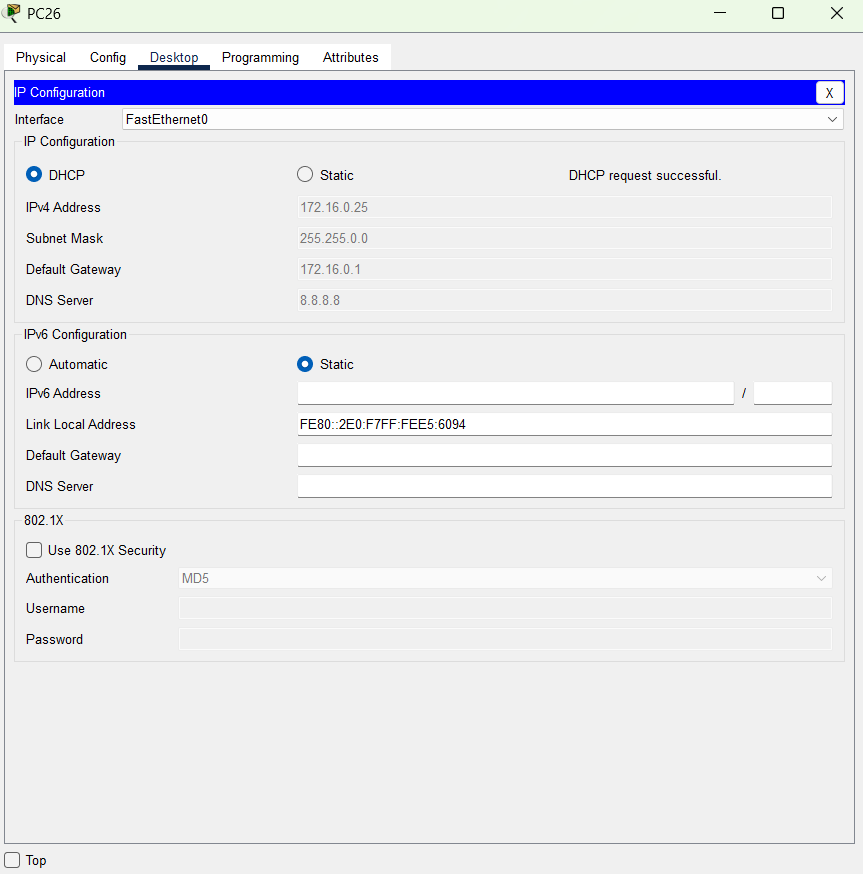 PC26
Physical Config Desktop Programming Attributes
IP Configuration X
Interface FastEthernet0
IP Configuration
DHCP Static DHCP request successful.
IPv4 Address 172.16.0.25
Subnet Mask 255.255.0.0
Default Gateway 172.16.0.1
DNS Server 8.8.8.8
IPv6 Configuration
Automatic Static
IPv6 Address /
Link Local Address FE80::2E0:F7FF:FEE5:6094
Default Gateway
DNS Server
802.1X
Use 802.1X Security
Authentication MD5
Username
Password
Top